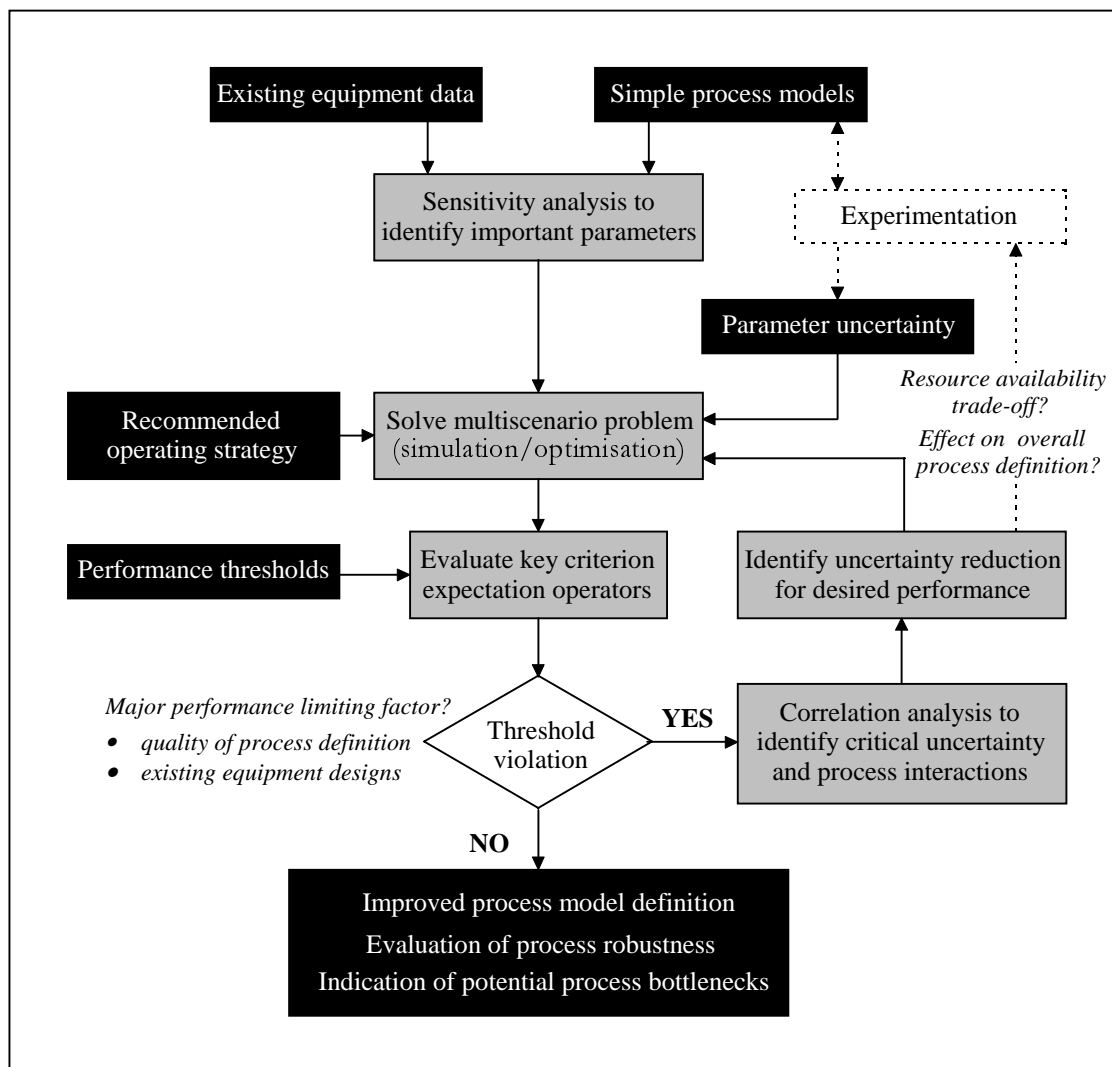 Existing equipment data
Simple process models
Sensitivity analysis to
identify important parameters
Experimentation
Parameter uncertainty
Resource availability
trade-off?
Effect on overall
process definition?
Recommended
operating strategy
Solve multiscenario problem
(simulation/optimisation)
Performance thresholds
Evaluate key criterion
expectation operators
Identify uncertainty reduction
for desired performance
Major performance limiting factor?
• quality of process definition
• existing equipment designs
Threshold
violation
YES
Correlation analysis to
identify critical uncertainty
and process interactions
NO
Improved process model definition
Evaluation of process robustness
Indication of potential process bottlenecks